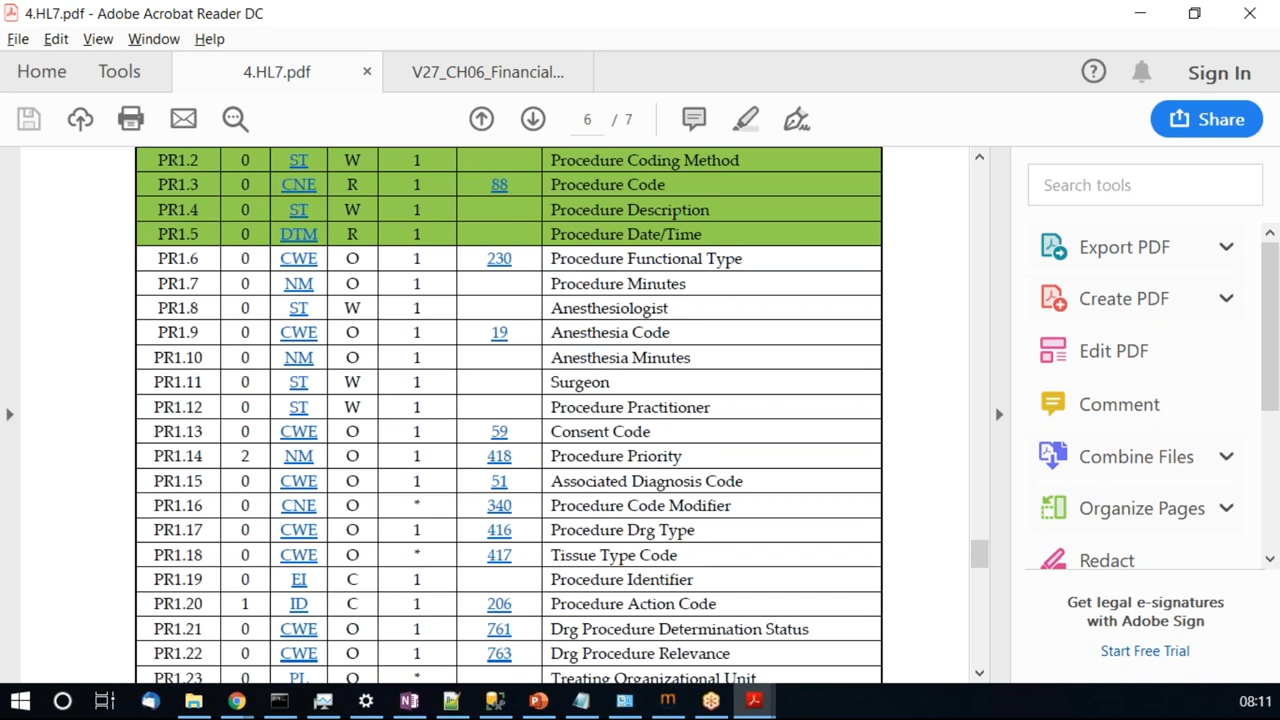 4.HL7.pdf - Adobe Acrobat Reader DC
File Edit View Window Help
Home Tools 4.HL7.pdf × V27_CH06_Financial... ? Sign In
6 / 7 Share
PR1.2 0 ST W 1 Procedure Coding Method
PR1.3 0 CNE R 1 88 Procedure Code
PR1.4 0 ST W 1 Procedure Description
PR1.5 0 DTM R 1 Procedure Date/Time
PR1.6 0 CWE O 1 230 Procedure Functional Type
PR1.7 0 NM O 1 Procedure Minutes
PR1.8 0 ST W 1 Anesthesiologist
PR1.9 0 CWE O 1 19 Anesthesia Code
PR1.10 0 NM O 1 Anesthesia Minutes
PR1.11 0 ST W 1 Surgeon
PR1.12 0 ST W 1 Procedure Practitioner
PR1.13 0 CWE O 1 59 Consent Code
PR1.14 2 NM O 1 418 Procedure Priority
PR1.15 0 CWE O 1 51 Associated Diagnosis Code
PR1.16 0 CNE O * 340 Procedure Code Modifier
PR1.17 0 CWE O 1 416 Procedure Drg Type
PR1.18 0 CWE O * 417 Tissue Type Code
PR1.19 0 EI C 1 Procedure Identifier
PR1.20 1 ID C 1 206 Procedure Action Code
PR1.21 0 CWE O 1 761 Drg Procedure Determination Status
PR1.22 0 CWE O 1 763 Drg Procedure Relevance
PR1.23 0 PL O * Treating Organizational Unit
Search tools
Export PDF
Create PDF
Edit PDF
Comment
Combine Files
Organize Pages
Redact
Get legal e-signatures
with Adobe Sign
Start Free Trial
08:11